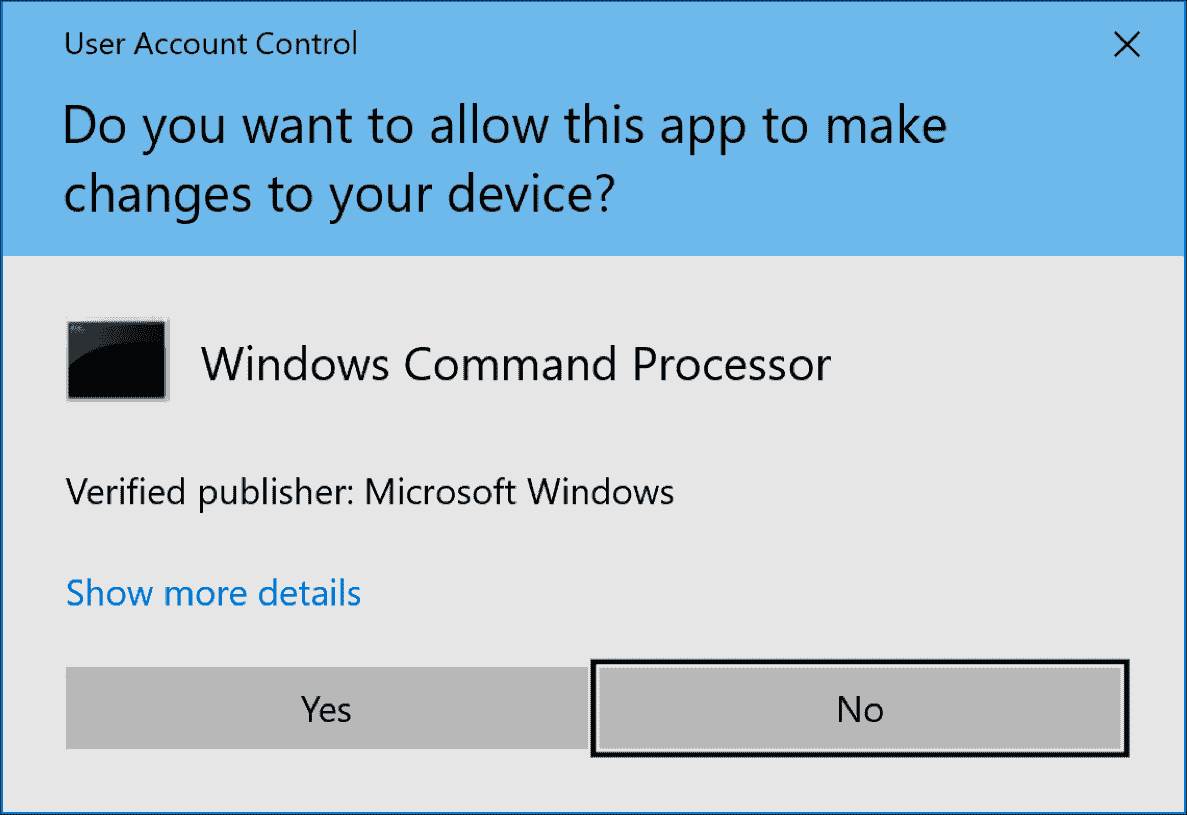 User Account Control
Do you want to allow this app to make
changes to your device?
Windows Command Processor
Verified publisher: Microsoft Windows
Show more details
Yes
No